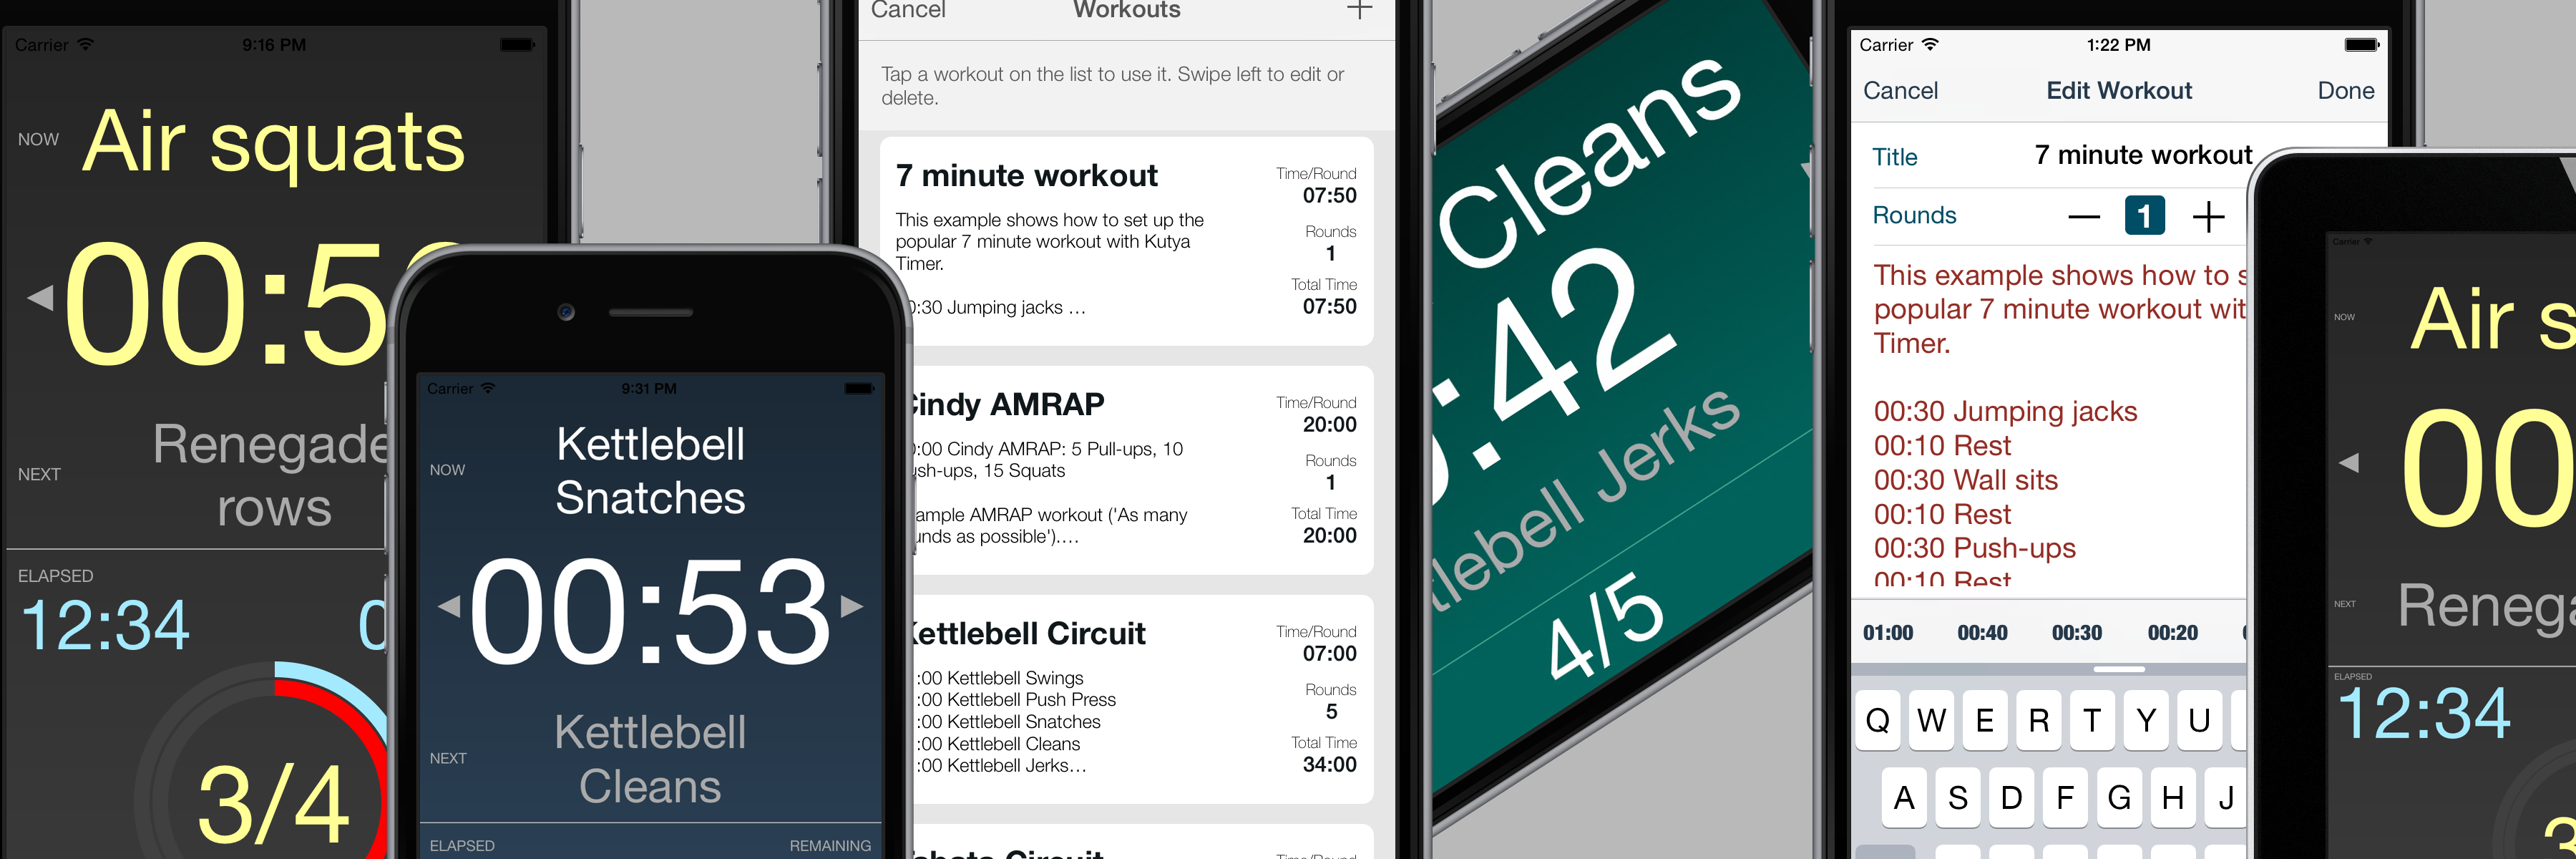 Carrier
9:16 PM
NOW
Air squats
00:5
NEXT
Renegade
rows
ELAPSED
12:34
3/4
Carrier
9:31 PM
NOW
Kettlebell
Snatches
00:53
NEXT
Kettlebell
Cleans
ELAPSED
REMAINING
Cancel
Workouts
+
Tap a workout on the list to use it. Swipe left to edit or
delete.
7 minute workout
Time/Round
07:50
This example shows how to set up the
popular 7 minute workout with Kutya
Timer.
Rounds
1
Total Time
07:50
0:30 Jumping jacks ...
Cindy AMRAP
Time/Round
20:00
0:00 Cindy AMRAP: 5 Pull-ups, 10
ush-ups, 15 Squats
Rounds
1
ample AMRAP workout ('As many
unds as possible')....
Total Time
20:00
Kettlebell Circuit
Time/Round
07:00
:00 Kettlebell Swings
:00 Kettlebell Push Press
:00 Kettlebell Snatches
:00 Kettlebell Cleans
:00 Kettlebell Jerks...
Rounds
5
Total Time
34:00
Circuit
Time/Round
Cleans
:42
tlebell Jerks
4/5
Carrier
1:22 PM
Cancel
Edit Workout
Done
Title
7 minute workout
Rounds
— 1 +
This example shows how to s
popular 7 minute workout wit
Timer.
00:30 Jumping jacks
00:10 Rest
00:30 Wall sits
00:10 Rest
00:30 Push-ups
00:10 Rest
01:00 00:40 00:30 00:20
Q W E R T Y U
A S D F G H J
Carrier
NOW
Air s
00
NEXT
Reneg
ELAPSED
12:34